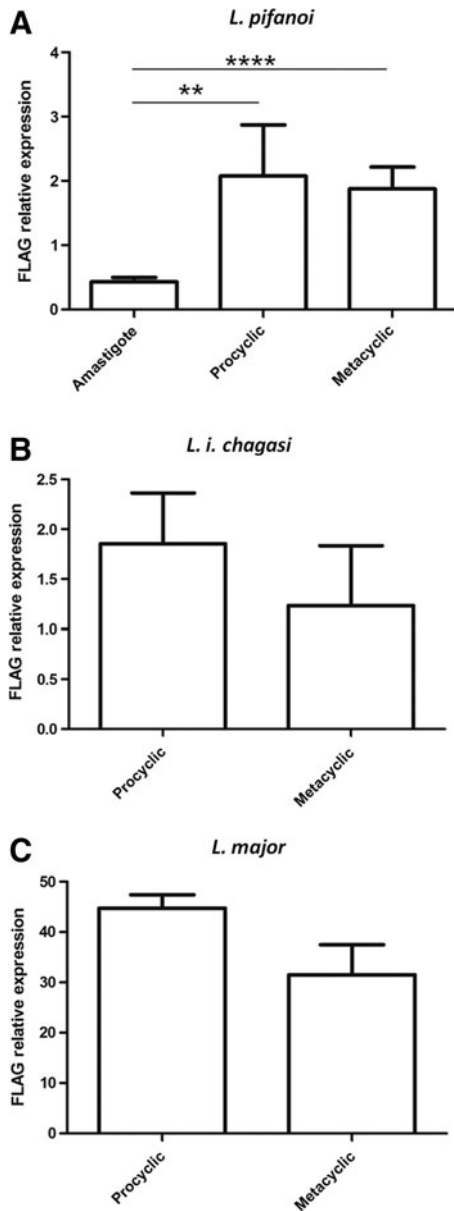 A
L. pifanoi
FLAG relative expression
4
3
2
1
0
****
**
Amastigote
Procyclic
Metacyclic
B
L. i. chagasi
FLAG relative expression
2.5
2.0
1.5
1.0
0.5
0.0
Procyclic
Metacyclic
C
L. major
FLAG relative expression
50
40
30
20
10
0
Procyclic
Metacyclic